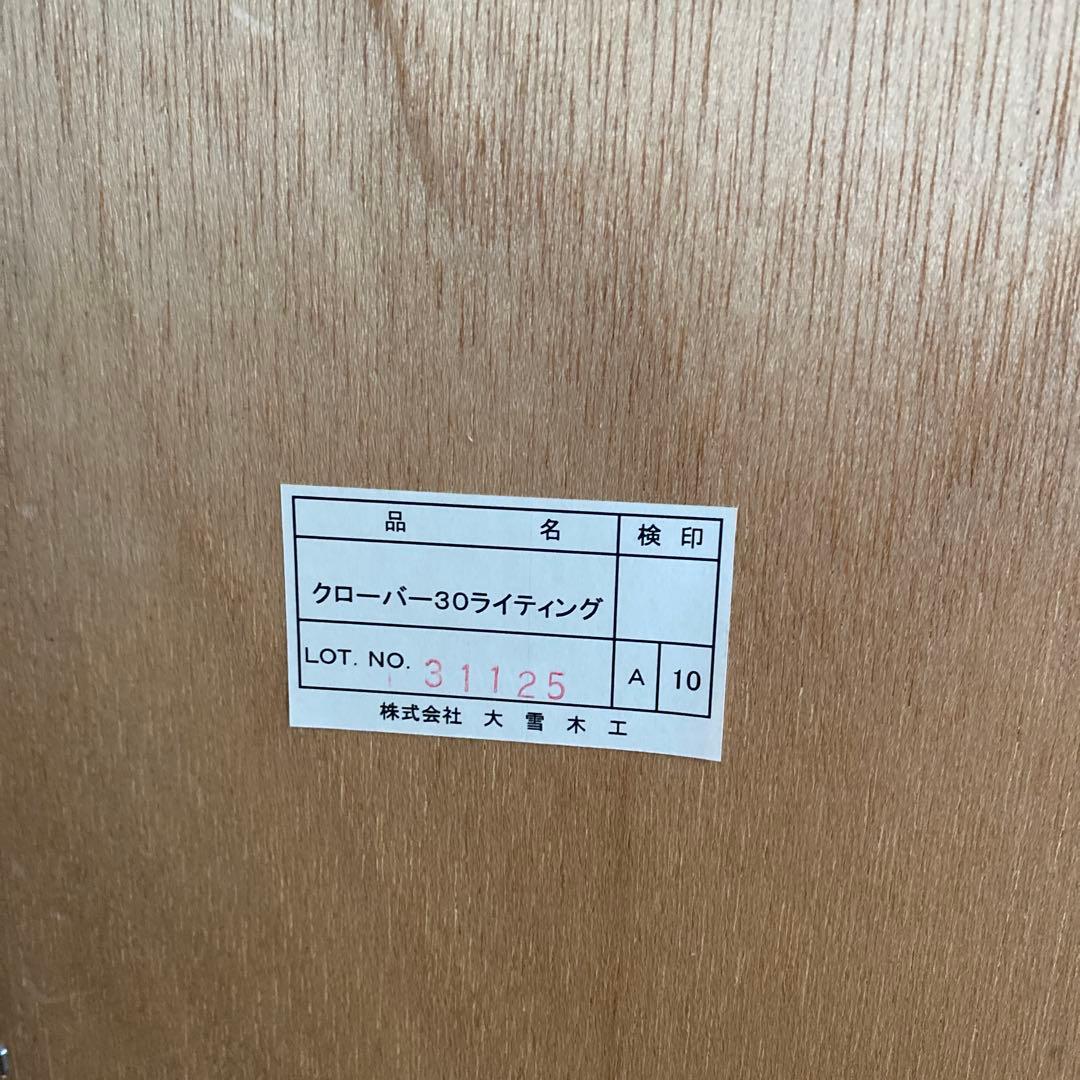 品 名 検 印
クローバー30ライティング
LOT. NO. 31125 A 10
株式会社 大 雪 木 工